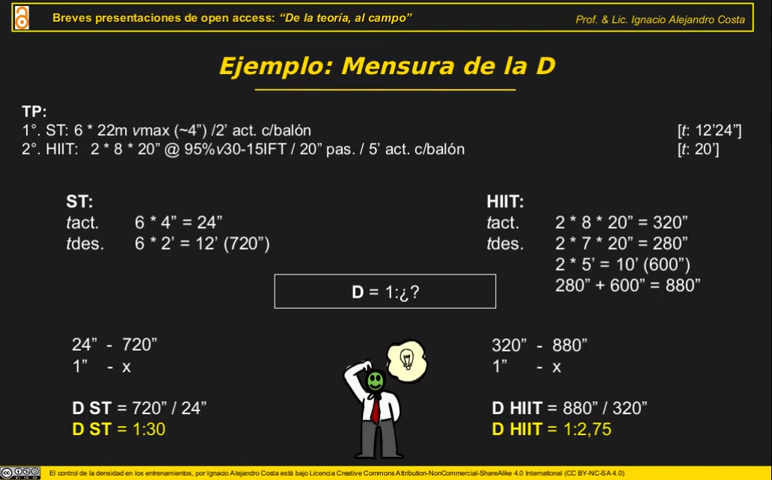 Breves presentaciones de open access: “De la teoría, al campo”
Prof. & Lic. Ignacio Alejandro Costa
Ejemplo: Mensura de la D
TP:
1°. ST: 6 * 22m vmax (~4”) /2’ act. c/balón [t: 12’24”]
2°. HIIT: 2 * 8 * 20” @ 95%v30-15IFT / 20” pas. / 5’ act. c/balón [t: 20’]
ST:
tact. 6 * 4” = 24”
tdes. 6 * 2’ = 12’ (720”)
HIIT:
tact. 2 * 8 * 20” = 320”
tdes. 2 * 7 * 20” = 280”
2 * 5’ = 10’ (600”)
280” + 600” = 880”
D = 1:¿?
24” - 720”
1” - x
D ST = 720” / 24”
D ST = 1:30
320” - 880”
1” - x
D HIIT = 880” / 320”
D HIIT = 1:2,75
El control de la densidad en los entrenamientos, por Ignacio Alejandro Costa está bajo Licencia Creative Commons Attribution-NonCommercial-ShareAlike 4.0 International (CC BY-NC-SA 4.0)